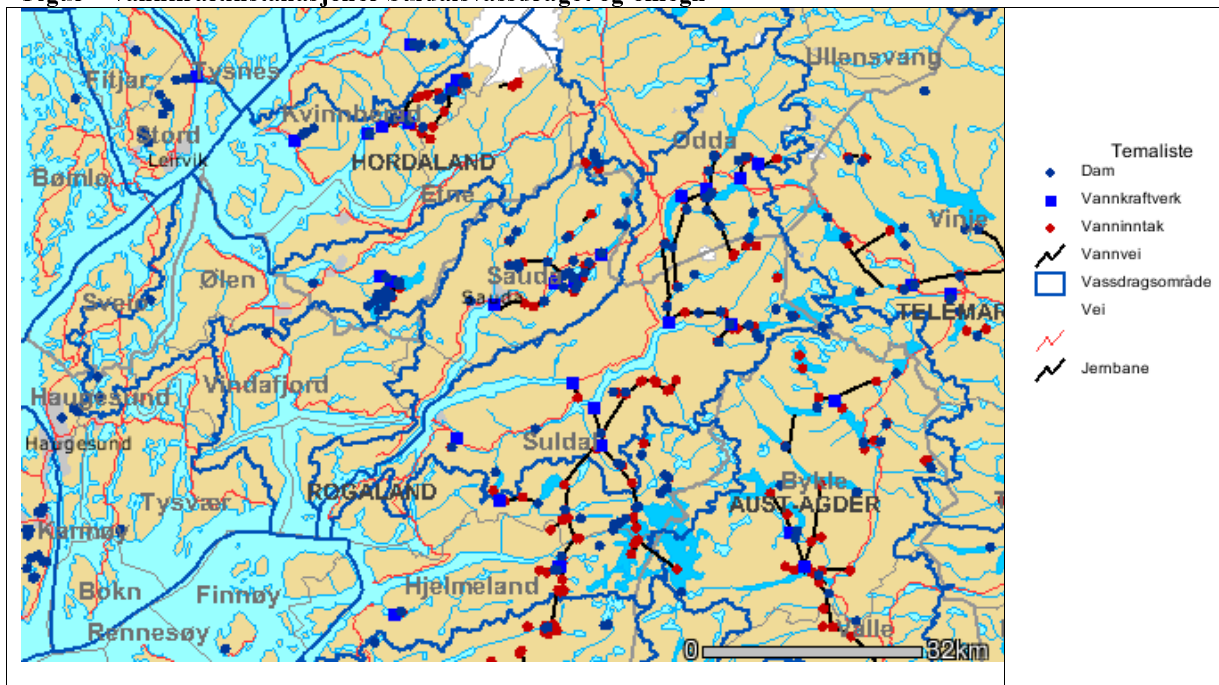 Ullensvang
Fitjar
Tysnes
Kvinnherad
Stord
Leirvik
HORDALAND
Odda
Bømlo
Etne
Vinje
Ølen
Sauda
Sauda
Sveio
TELEMAR
Vindafjord
Haugesund
Haugesund
Suldal
ROGALAND
Bykle
AUST-AGDER
Tysvær
Karmøy
Bokn
Finnøy
Hjelmeland
Rennesøy
Valle
0
32km
Temaliste
Dam
Vannkraftverk
Vanninntak
Vannvei
Vassdragsområde
Vei
Jernbane